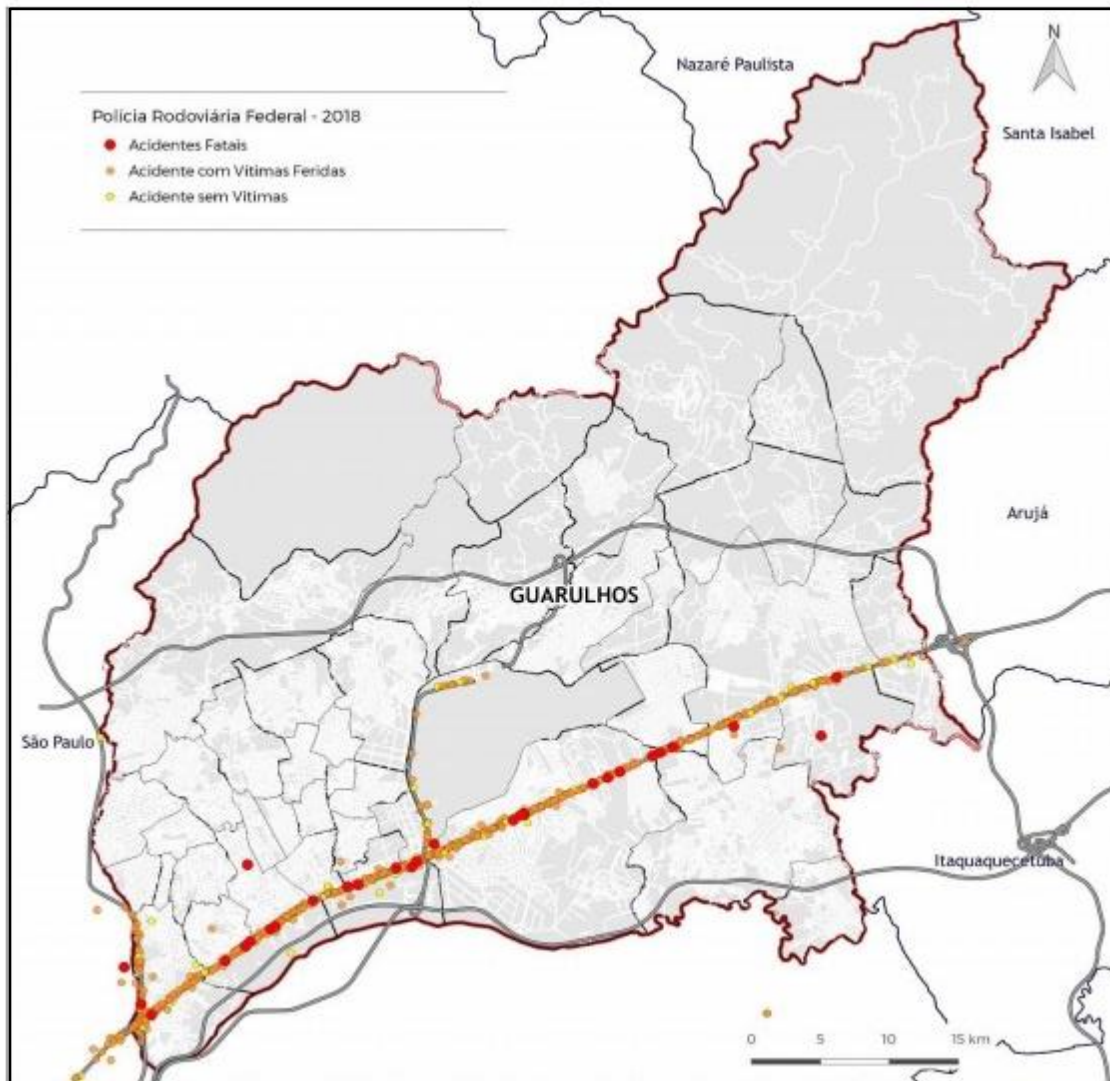 N
Nazaré Paulista
Santa Isabel
Polícia Rodoviária Federal - 2018
Acidentes Fatais
Acidente com Vítimas Feridas
Acidente sem Vítimas
Arujá
GUARULHOS
São Paulo
Itaquaquecetuba
0 5 10 15 km